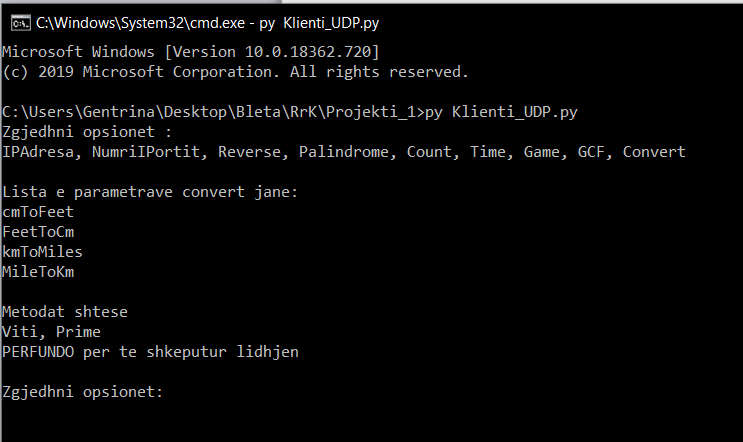 C:\Windows\System32\cmd.exe - py  Klienti_UDP.py
Microsoft Windows [Version 10.0.18362.720]
(c) 2019 Microsoft Corporation. All rights reserved.
C:\Users\Gentrina\Desktop\Bleta\RrK\Projekti_1>py Klienti_UDP.py
Zgjedhni opsionet :
IPAdresa, NumriIPortit, Reverse, Palindrome, Count, Time, Game, GCF, Convert
Lista e parametrave convert jane:
cmToFeet
FeetToCm
kmToMiles
MileToKm
Metodat shtese
Viti, Prime
PERFUNDO per te shkeputur lidhjen
Zgjedhni opsionet: